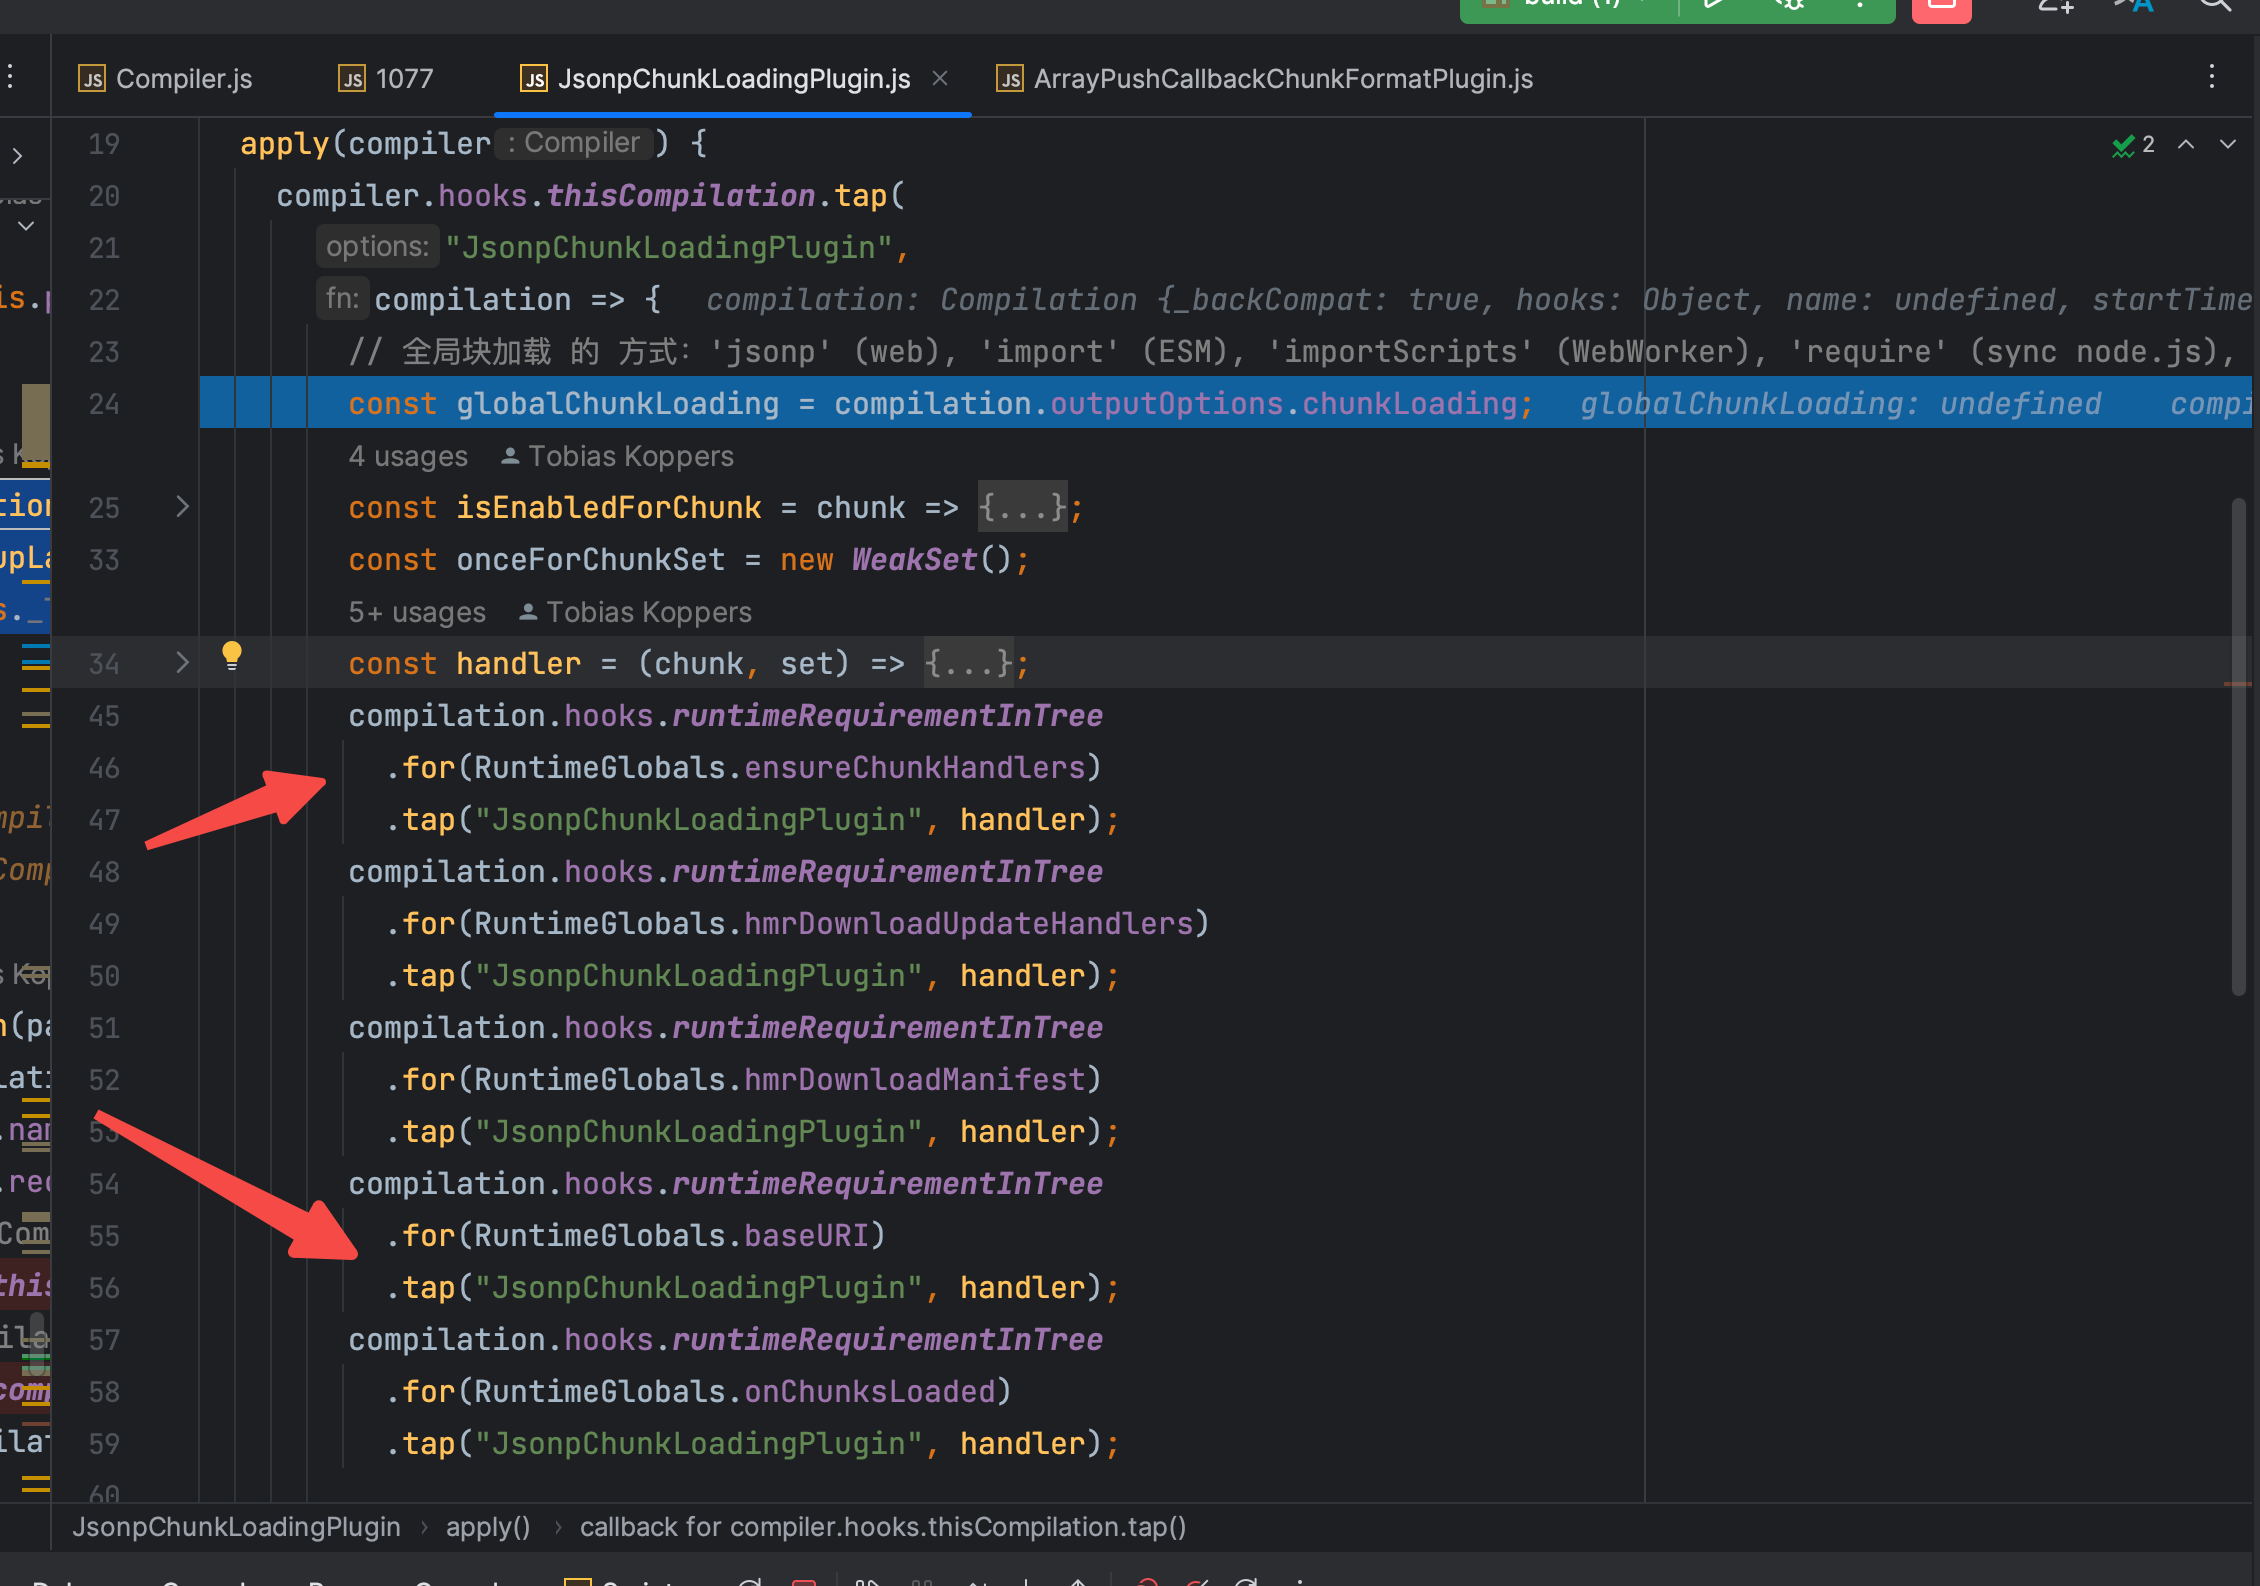 Compiler.js
1077
JsonpChunkLoadingPlugin.js
ArrayPushCallbackChunkFormatPlugin.js
2
19 apply(compiler : Compiler ) {
20 compiler.hooks.thisCompilation.tap(
21 options: "JsonpChunkLoadingPlugin",
22 fn: compilation => { compilation: Compilation {_backCompat: true, hooks: Object, name: undefined, startTime
23 // 全局块加载 的 方式: 'jsonp' (web), 'import' (ESM), 'importScripts' (WebWorker), 'require' (sync node.js),
24 const globalChunkLoading = compilation.outputOptions.chunkLoading; globalChunkLoading: undefined
4 usages Tobias Koppers
25 const isEnabledForChunk = chunk => {...};
33 const onceForChunkSet = new WeakSet();
5+ usages Tobias Koppers
34 const handler = (chunk, set) => {...};
45 compilation.hooks.runtimeRequirementInTree
46 .for(RuntimeGlobals.ensureChunkHandlers)
47 .tap("JsonpChunkLoadingPlugin", handler);
48 compilation.hooks.runtimeRequirementInTree
49 .for(RuntimeGlobals.hmrDownloadUpdateHandlers)
50 .tap("JsonpChunkLoadingPlugin", handler);
51 compilation.hooks.runtimeRequirementInTree
52 .for(RuntimeGlobals.hmrDownloadManifest)
53 .tap("JsonpChunkLoadingPlugin", handler);
54 compilation.hooks.runtimeRequirementInTree
55 .for(RuntimeGlobals.baseURI)
56 .tap("JsonpChunkLoadingPlugin", handler);
57 compilation.hooks.runtimeRequirementInTree
58 .for(RuntimeGlobals.onChunksLoaded)
59 .tap("JsonpChunkLoadingPlugin", handler);
60
JsonpChunkLoadingPlugin › apply() › callback for compiler.hooks.thisCompilation.tap()